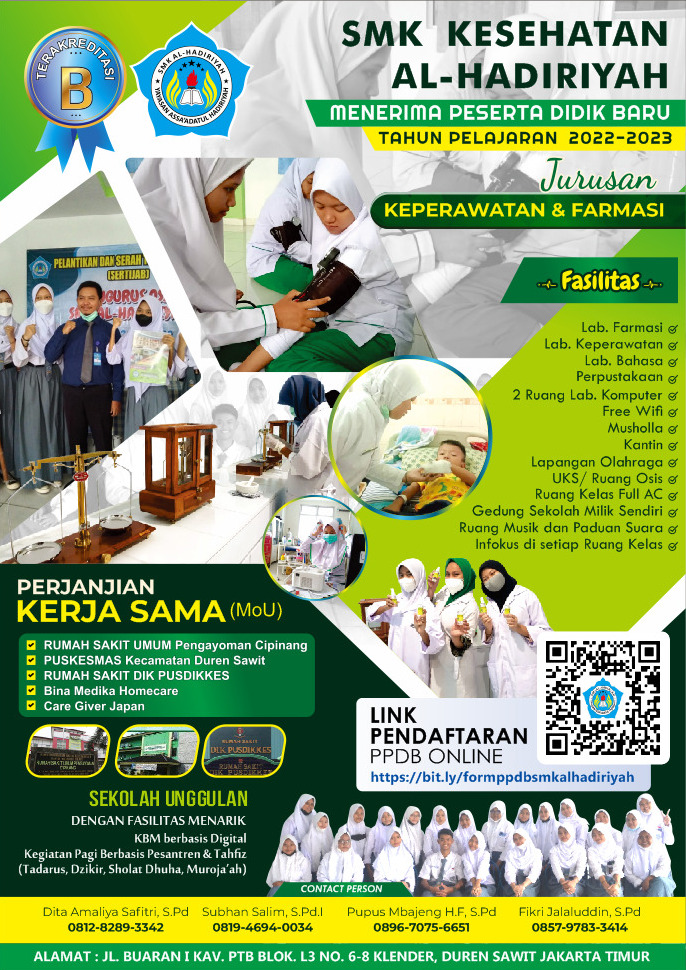 TERAKREDITASI
B
SMK AL-HADIRIYAH
YAYASAN ASSA'ADATUL HADIRIYAH
SMK KESEHATAN
AL-HADIRIYAH
MENERIMA PESERTA DIDIK BARU
TAHUN PELAJARAN 2022-2023
Jurusan
KEPERAWATAN & FARMASI
PELANTIKAN DAN SERAH
(SERTIJAB)
Fasilitas
Lab. Farmasi
Lab. Keperawatan
Lab. Bahasa
Perpustakaan
2 Ruang Lab. Komputer
Free Wifi
Musholla
Kantin
Lapangan Olahraga
UKS/ Ruang Osis
Ruang Kelas Full AC
Gedung Sekolah Milik Sendiri
Ruang Musik dan Paduan Suara
Infokus di setiap Ruang Kelas
PERJANJIAN
KERJA SAMA (MoU)
RUMAH SAKIT UMUM Pengayoman Cipinang
PUSKESMAS Kecamatan Duren Sawit
RUMAH SAKIT DIK PUSDIKKES
Bina Medika Homecare
Care Giver Japan
RUMAH SAKIT
DIK PUSDIKKES
RUMAH SAKIT
DIK PUSDIKKES
LINK
PENDAFTARAN
PPDB ONLINE
https://bit.ly/formppdbsmkalhadiriyah
SEKOLAH UNGGULAN
DENGAN FASILITAS MENARIK
KBM berbasis Digital
Kegiatan Pagi Berbasis Pesantren & Tahfiz
(Tadarus, Dzikir, Sholat Dhuha, Muroja'ah)
CONTACT PERSON
Dita Amaliya Safitri, S.Pd
0812-8289-3342
Subhan Salim, S.Pd.I
0819-4694-0034
Pupus Mbajeng H.F, S.Pd
0896-7075-6651
Fikri Jalaluddin, S.Pd
0857-9783-3414
ALAMAT : JL. BUARAN I KAV. PTB BLOK. L3 NO. 6-8 KLENDER, DUREN SAWIT JAKARTA TIMUR